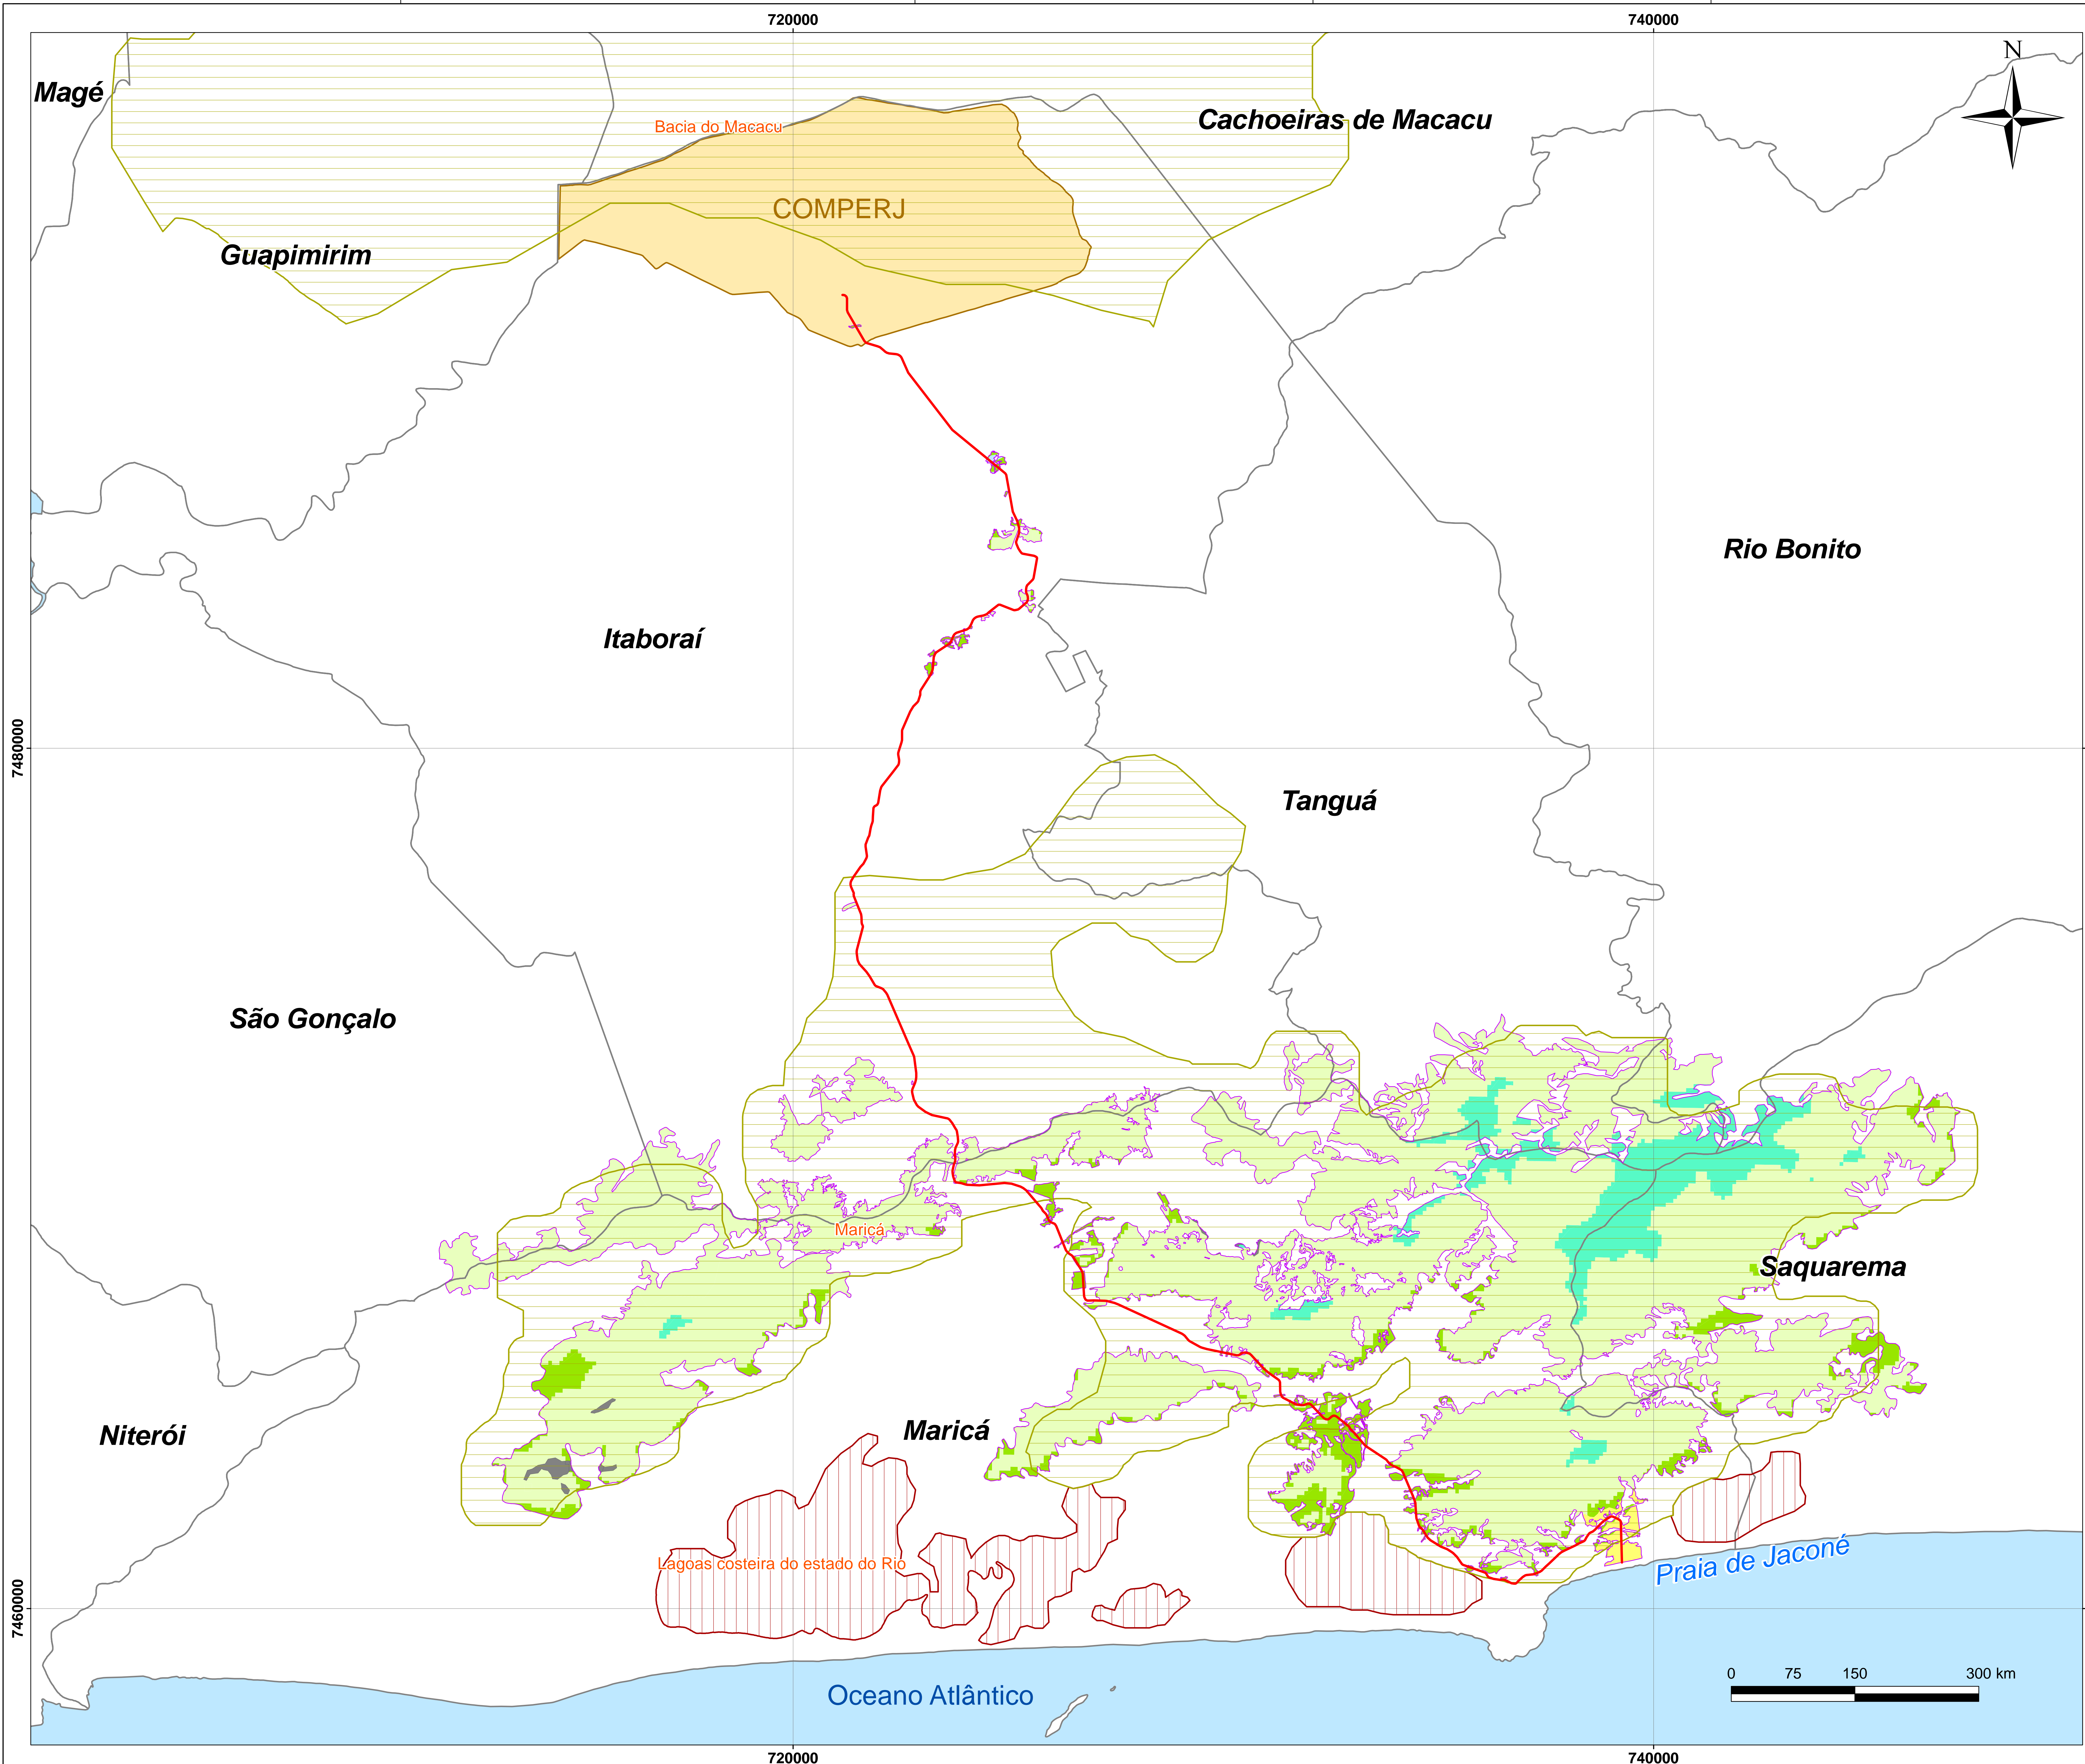 720000
740000
N
Magé
Cachoeiras de Macacu
Bacia do Macacu
COMPERJ
Guapimirim
Rio Bonito
Itaboraí
7480000
Tanguá
São Gonçalo
Maricá
Saquarema
Niterói
Maricá
Lagoas costeira do estado do Rio
Praia de Jaconé
7460000
0 75 150 300 km
Oceano Atlântico
720000
740000